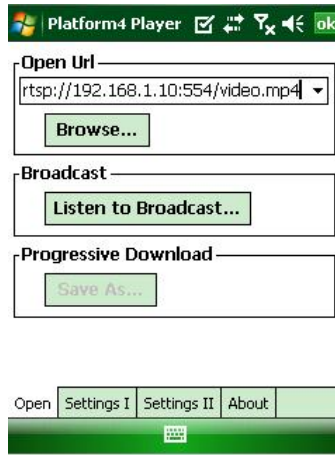 Platform4 Player ok
Open Url
rtsp://192.168.1.10:554/video.mp4
Browse...
Broadcast
Listen to Broadcast...
Progressive Download
Save As...
Open Settings I Settings II About